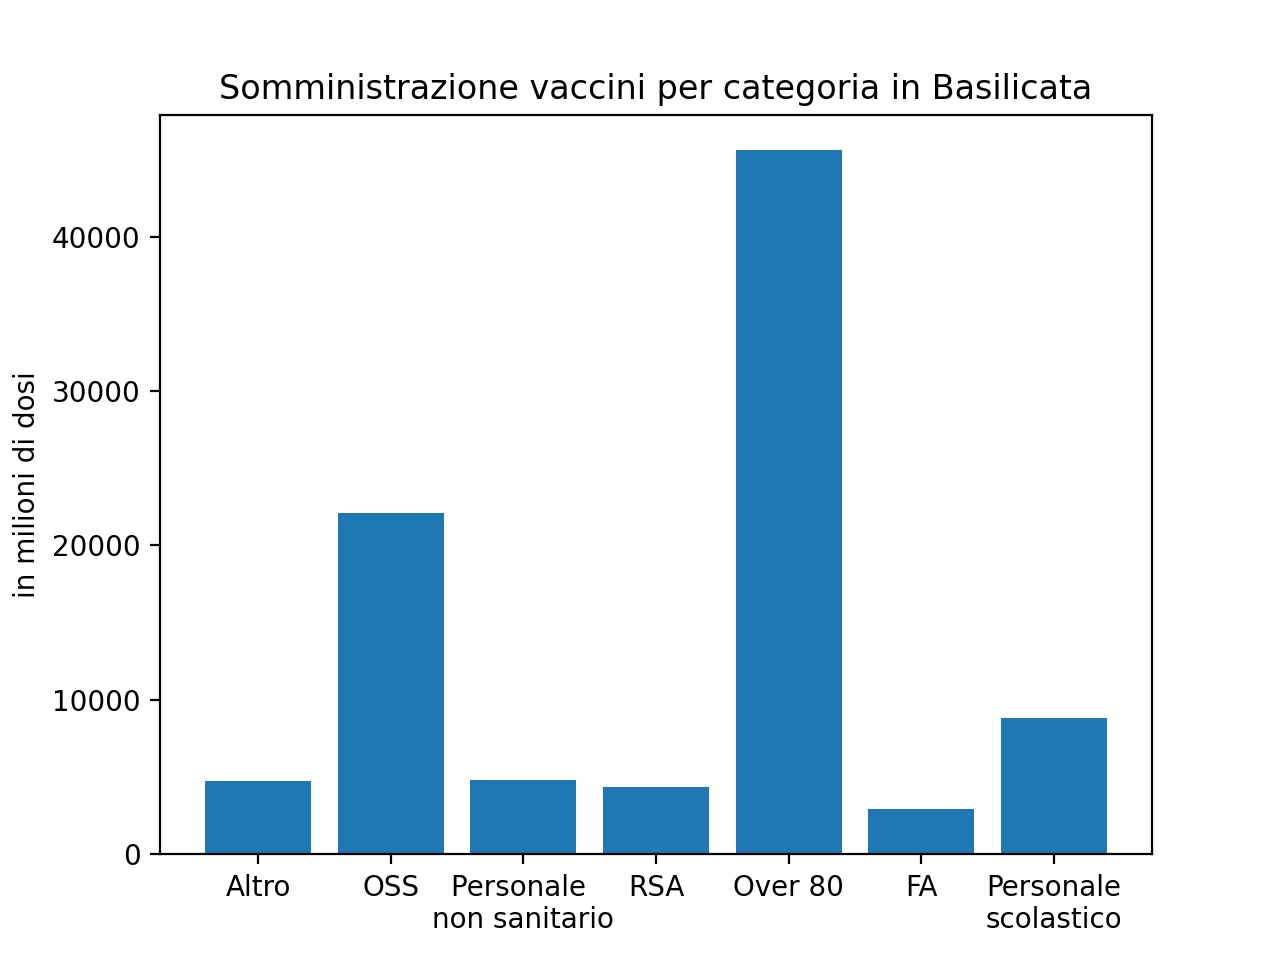 Somministrazione vaccini per categoria in Basilicata
in milioni di dosi
40000
30000
20000
10000
0
Altro
OSS
Personale
non sanitario
RSA
Over 80
FA
Personale
scolastico